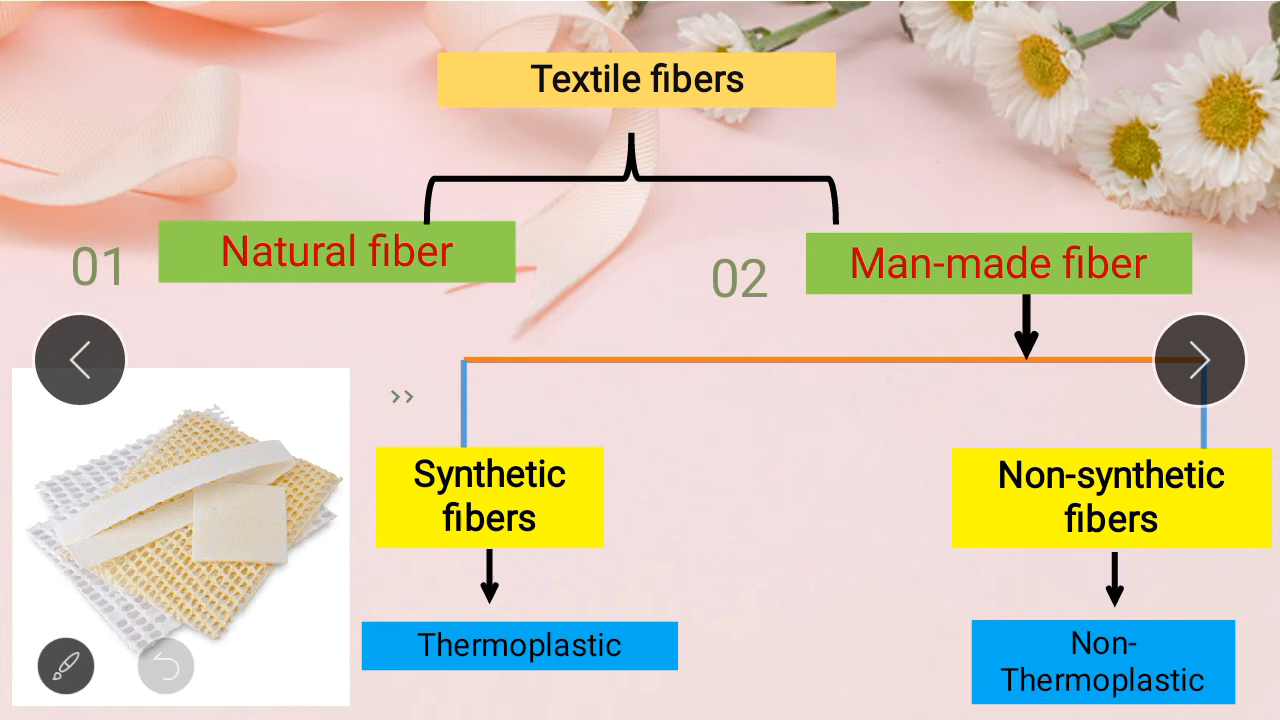 Textile fibers
01
Natural fiber
02
Man-made fiber
>>
Synthetic
fibers
Non-synthetic
fibers
Thermoplastic
Non-
Thermoplastic